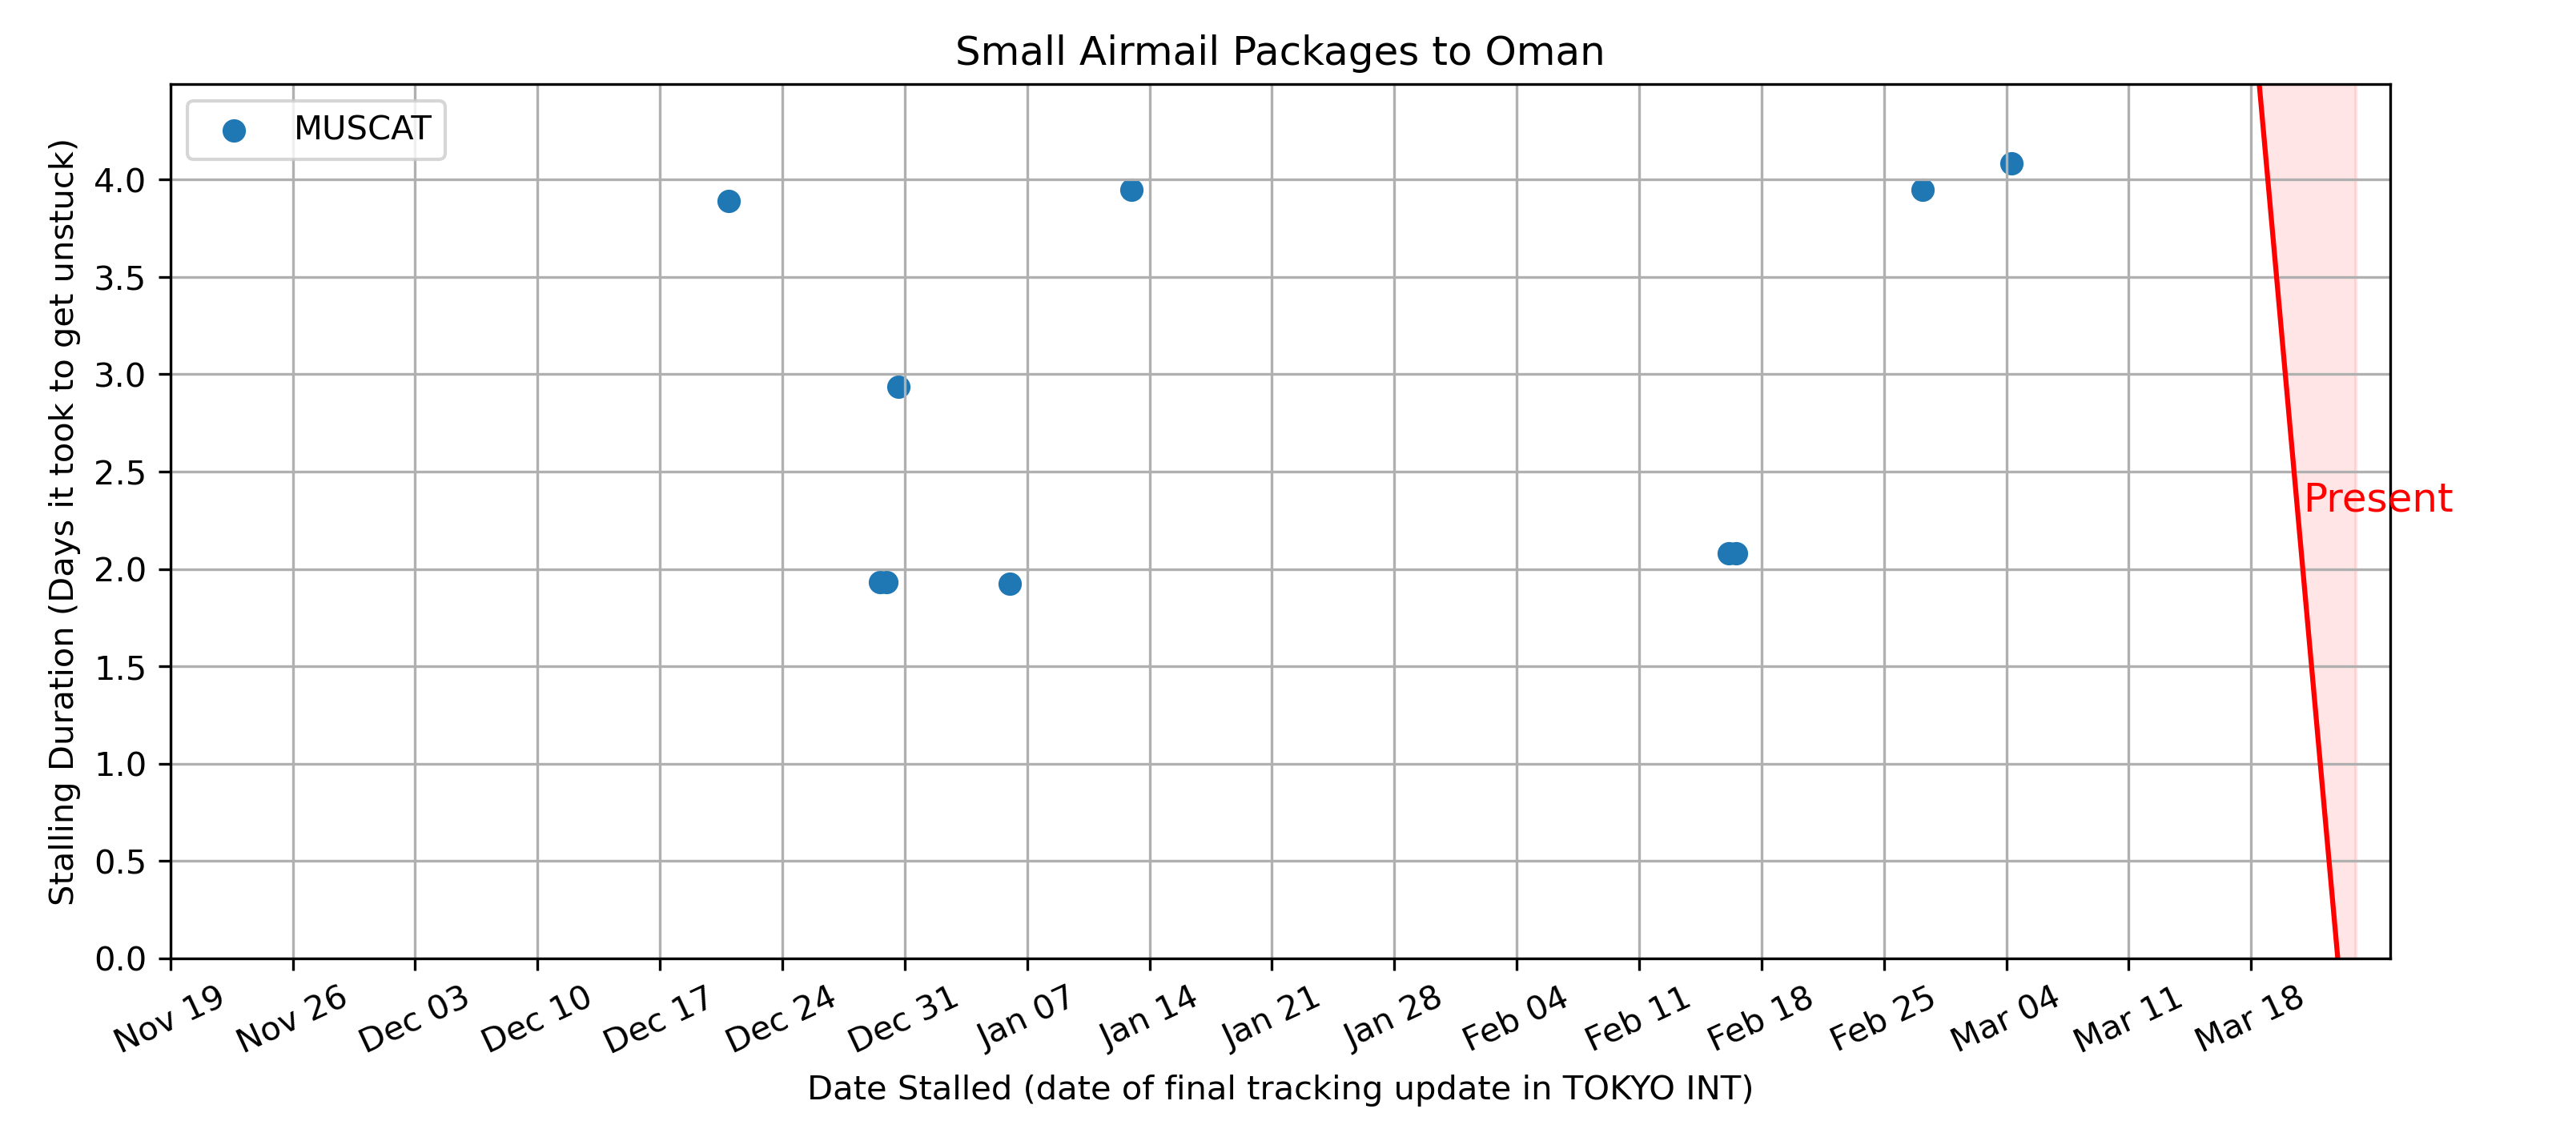 Small Airmail Packages to Oman
MUSCAT
Stalling Duration (Days it took to get unstuck)
4.0
3.5
3.0
2.5
2.0
1.5
1.0
0.5
0.0
Present
Nov 19
Nov 26
Dec 03
Dec 10
Dec 17
Dec 24
Dec 31
Jan 07
Jan 14
Jan 21
Jan 28
Feb 04
Feb 11
Feb 18
Feb 25
Mar 04
Mar 11
Mar 18
Date Stalled (date of final tracking update in TOKYO INT)